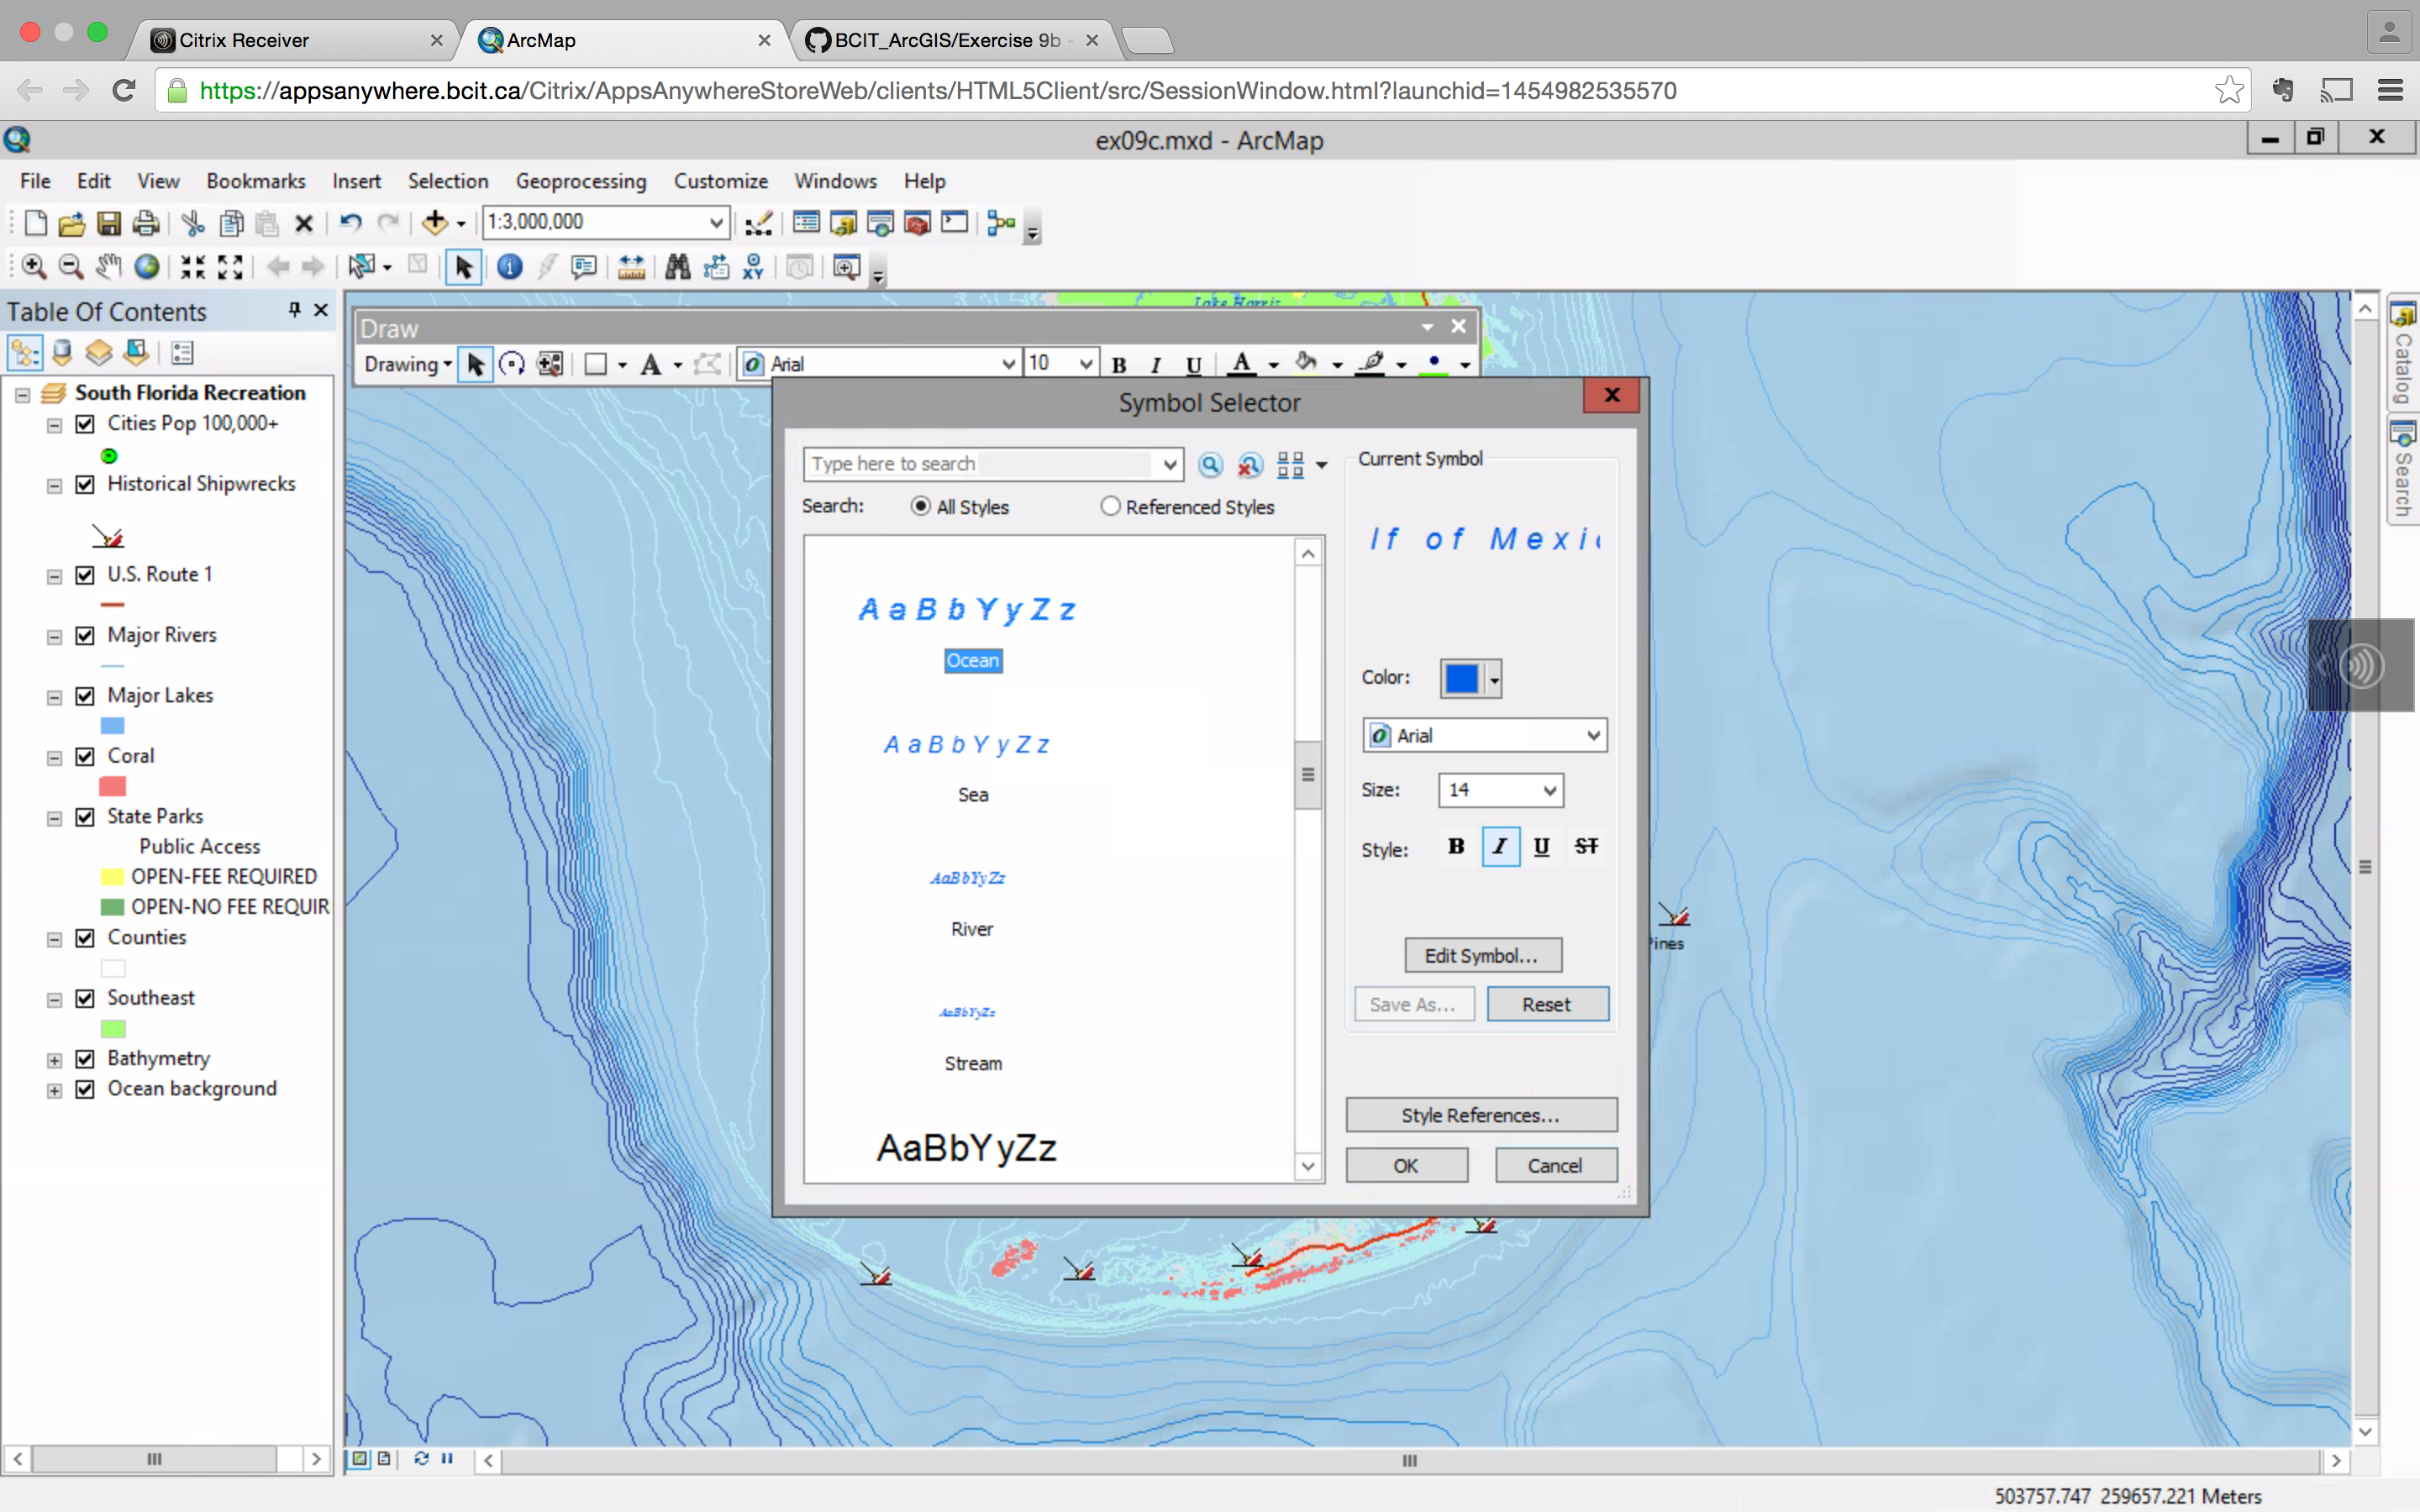 Citrix Receiver
ArcMap
BCIT_ArcGIS/Exercise 9b -
https://appsanywhere.bcit.ca/Citrix/AppsAnywhereStoreWeb/clients/HTML5Client/src/SessionWindow.html?launchid=1454982535570
ex09c.mxd - ArcMap
File Edit View Bookmarks Insert Selection Geoprocessing Customize Windows Help
1:3,000,000
XY
Table Of Contents
South Florida Recreation
Cities Pop 100,000+
Historical Shipwrecks
U.S. Route 1
Major Rivers
Major Lakes
Coral
State Parks
Public Access
OPEN-FEE REQUIRED
OPEN-NO FEE REQUIR
Counties
Southeast
Bathymetry
Ocean background
Lake Harris
Draw
Drawing A Arial 10 B I U A
Symbol Selector
Type here to search
Search: All Styles Referenced Styles
AaBbYyZz
Ocean
AaBbYyZz
Sea
AaBbYyZz
River
AaBbYyZz
Stream
AaBbYyZz
Current Symbol
lf of Mexic
Color:
Arial
Size: 14
Style: B I U ST
Edit Symbol...
Save As... Reset
Style References...
OK Cancel
Pines
Catalog
Search
503757.747 259657.221 Meters